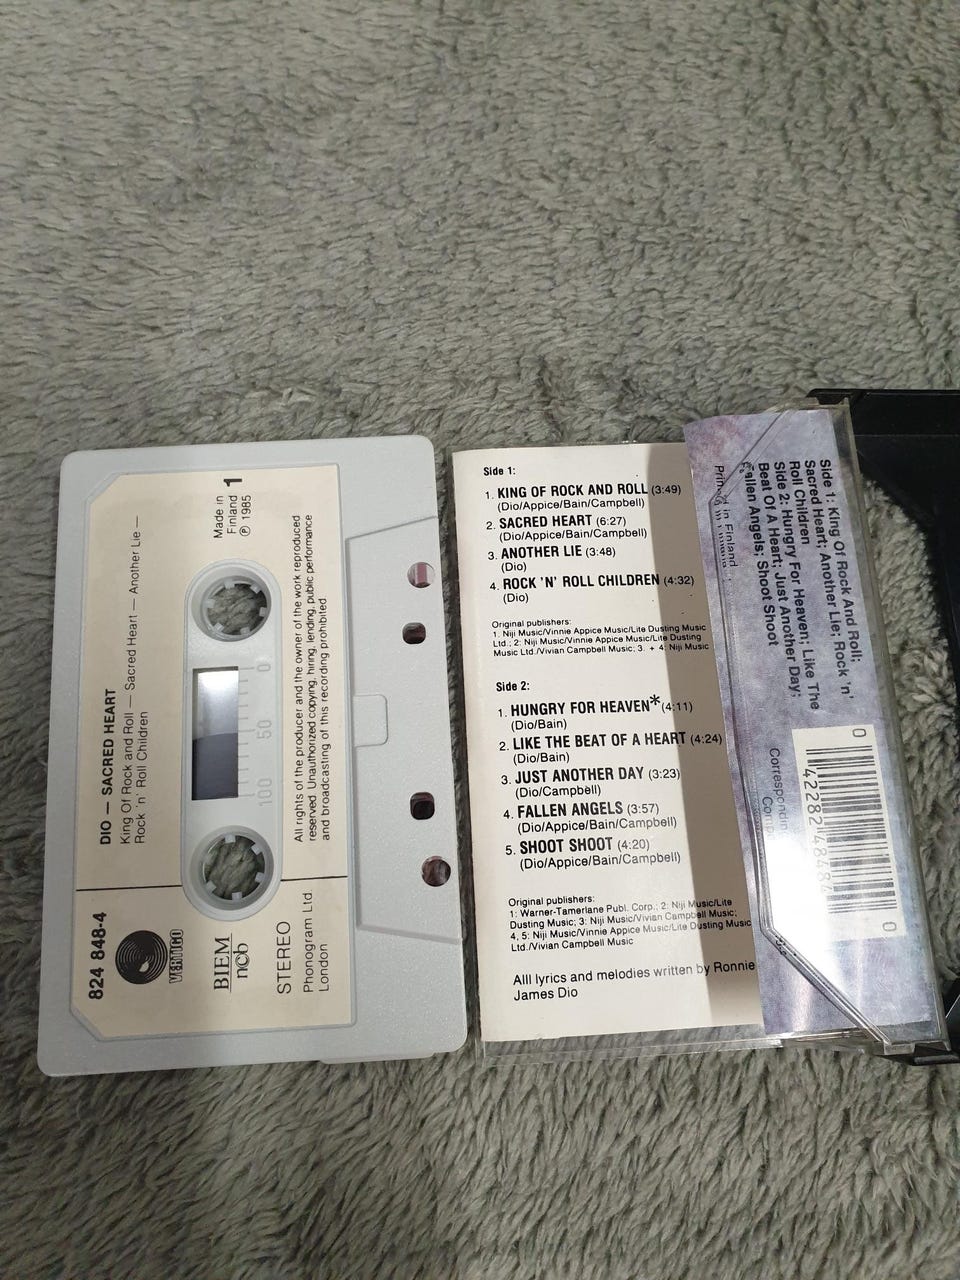 824 848-4
VERTIGO
BIEM
ncb
STEREO
Phonogram Ltd
London
DIO — SACRED HEART
King Of Rock and Roll — Sacred Heart — Another Lie —
Rock 'n' Roll Children
Made in
Finland
℗ 1985
1
0
50
100
All rights of the producer and the owner of the work reproduced
reserved. Unauthorized copying, hiring, lending, public performance
and broadcasting of this recording prohibited
Side 1:
1. KING OF ROCK AND ROLL (3:49)
(Dio/Appice/Bain/Campbell)
2. SACRED HEART (6:27)
(Dio/Appice/Bain/Campbell)
3. ANOTHER LIE (3:48)
(Dio)
4. ROCK 'N' ROLL CHILDREN (4:32)
(Dio)
Original publishers:
1. Niji Music/Vinnie Appice Music/Lite Dusting Music
Ltd.; 2: Niji Music/Vinnie Appice Music/Lite Dusting
Music Ltd./Vivian Campbell Music; 3. + 4: Niji Music
Side 2:
1. HUNGRY FOR HEAVEN* (4:11)
(Dio/Bain)
2. LIKE THE BEAT OF A HEART (4:24)
(Dio/Bain)
3. JUST ANOTHER DAY (3:23)
(Dio/Campbell)
4. FALLEN ANGELS (3:57)
(Dio/Appice/Bain/Campbell)
5. SHOOT SHOOT (4:20)
(Dio/Appice/Bain/Campbell)
Original publishers:
1: Warner-Tamerlane Publ. Corp.; 2: Niji Music/Lite
Dusting Music; 3: Niji Music/Vivian Campbell Music;
4, 5: Niji Music/Vinnie Appice Music/Lite Dusting Music
Ltd./Vivian Campbell Music
Alll lyrics and melodies written by Ronnie
James Dio
Side 1: King Of Rock And Roll;
Sacred Heart; Another Lie; Rock 'n'
Roll Children
Side 2: Hungry For Heaven; Like The
Beat Of A Heart; Just Another Day;
Fallen Angels; Shoot Shoot
in Finland
0 42282 48484 0